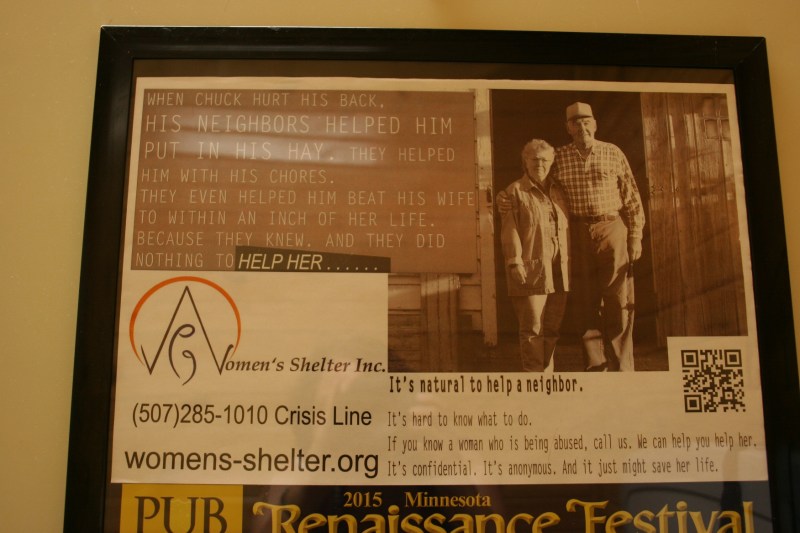 WHEN CHUCK HURT HIS BACK,
HIS NEIGHBORS HELPED HIM
PUT IN HIS HAY. THEY HELPED
HIM WITH HIS CHORES.
THEY EVEN HELPED HIM BEAT HIS WIFE
TO WITHIN AN INCH OF HER LIFE.
BECAUSE THEY KNEW. AND THEY DID
NOTHING TO HELP HER......
Women's Shelter Inc.
(507)285-1010 Crisis Line
womens-shelter.org
It's natural to help a neighbor.
It's hard to know what to do.
If you know a woman who is being abused, call us. We can help you help her.
It's confidential. It's anonymous. And it just might save her life.
PUB
2015 Minnesota
Renaissance Festival